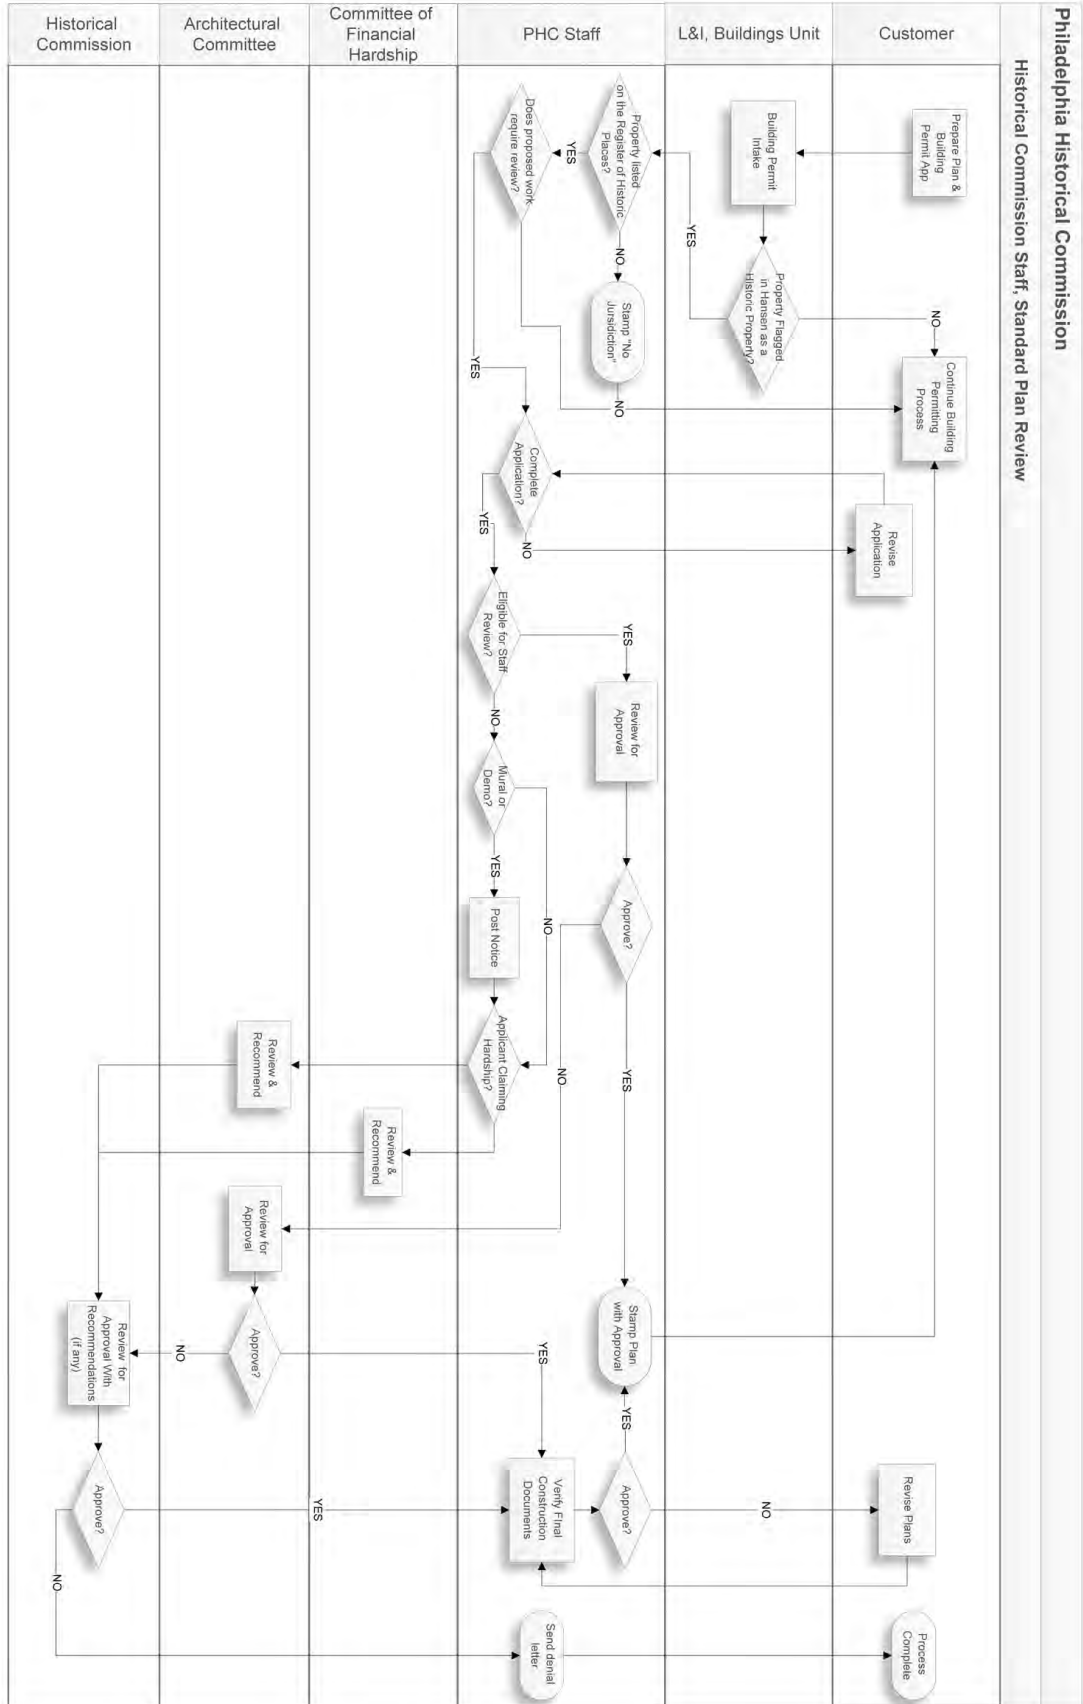 Philadelphia Historical Commission
Historical Commission Staff, Standard Plan Review
Historical
Commission
Architectural
Committee
Committee of
Financial
Hardship
PHC Staff
L&I, Buildings Unit
Customer
Prepare Plan &
Building
Permit App
Building Permit
Intake
Property Flagged
in Hansen as a
Historic Property?
NO
YES
Continue Building
Permitting
Process
Property listed
on the Register of Historic
Places?
YES
NO
Stamp "No
Jursidiction"
NO
Does proposed work
require review?
YES
Complete
Application?
NO
YES
Revise
Application
Eligible for Staff
Review?
YES
NO
Review for
Approval
Approve?
YES
NO
Mural or
Demo?
YES
NO
Post Notice
Applicant Claiming
Hardship?
Review &
Recommend
Review &
Recommend
Review for
Approval
Approve?
YES
NO
Stamp Plan
with Approval
Review for
Approval With
Recommendations
(if any)
Approve?
YES
NO
Verify FInal
Construction
Documents
Approve?
YES
NO
Revise Plans
Send denial
letter
Process
Complete